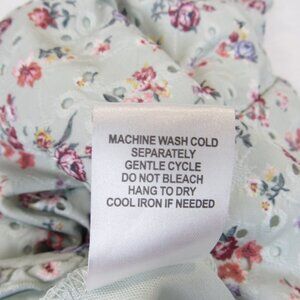 MACHINE WASH COLD
SEPARATELY
GENTLE CYCLE
DO NOT BLEACH
HANG TO DRY
COOL IRON IF NEEDED